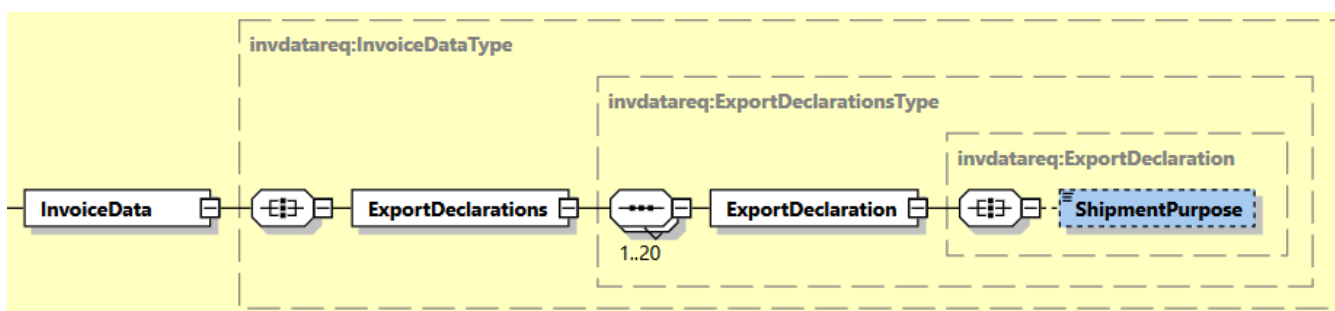 invdatareq:InvoiceDataType
invdatareq:ExportDeclarationsType
invdatareq:ExportDeclaration
InvoiceData
ExportDeclarations
ExportDeclaration
ShipmentPurpose
1..20